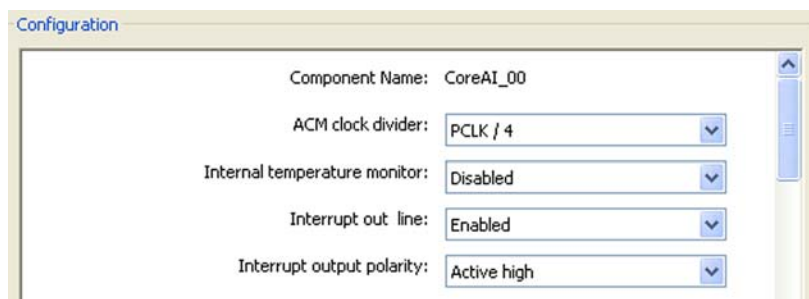 Configuration
Component Name: CoreAI_00
ACM clock divider: PCLK / 4
Internal temperature monitor: Disabled
Interrupt out line: Enabled
Interrupt output polarity: Active high